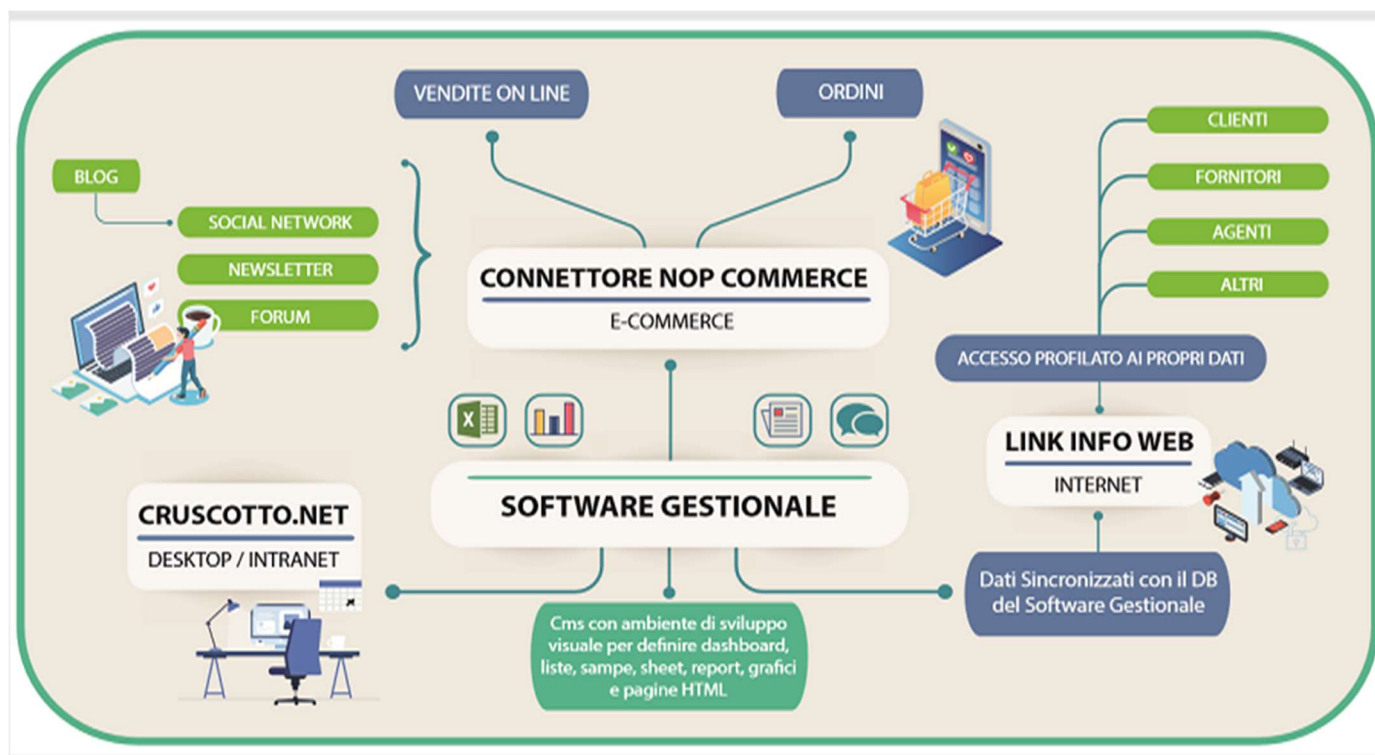 VENDITE ON LINE
ORDINI
CLIENTI
FORNITORI
AGENTI
ALTRI
BLOG
SOCIAL NETWORK
NEWSLETTER
FORUM
CONNETTORE NOP COMMERCE
E-COMMERCE
ACCESSO PROFILATO AI PROPRI DATI
X
LINK INFO WEB
INTERNET
SOFTWARE GESTIONALE
CRUSCOTTO.NET
DESKTOP / INTRANET
Dati Sincronizzati con il DB
del Software Gestionale
Cms con ambiente di sviluppo
visuale per definire dashboard,
liste, sampe, sheet, report, grafici
e pagine HTML